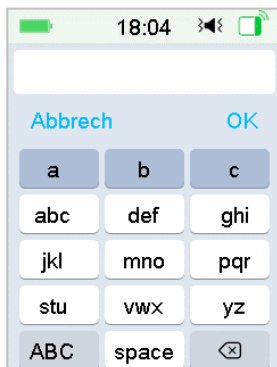 18:04
Abbrech OK
a b c
abc def ghi
jkl mno pqr
stu vwx yz
ABC space